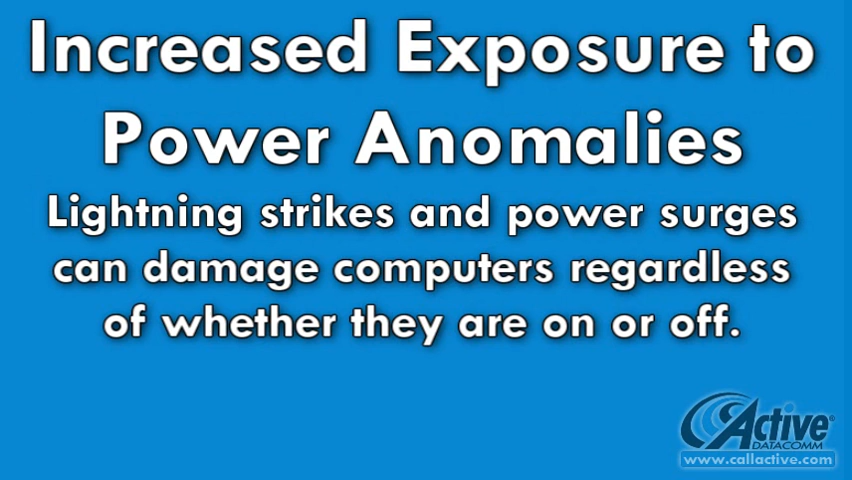 Increased Exposure to
Power Anomalies
Lightning strikes and power surges
can damage computers regardless
of whether they are on or off.
Active®
DATACOMM
www.callactive.com